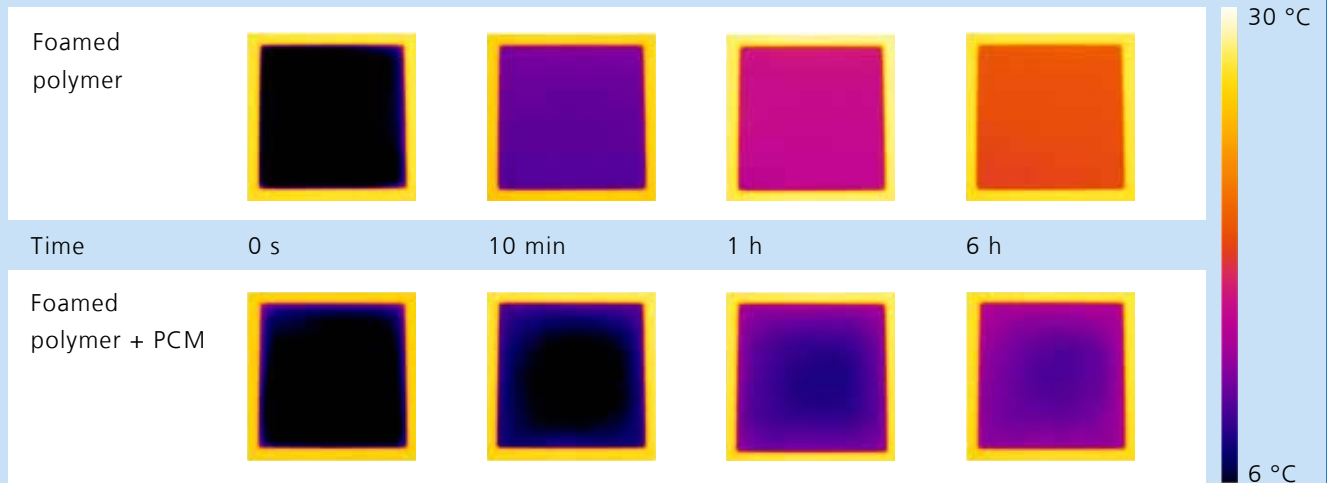 Foamed
polymer
30 °C
Time 0 s 10 min 1 h 6 h
Foamed
polymer + PCM
6 °C